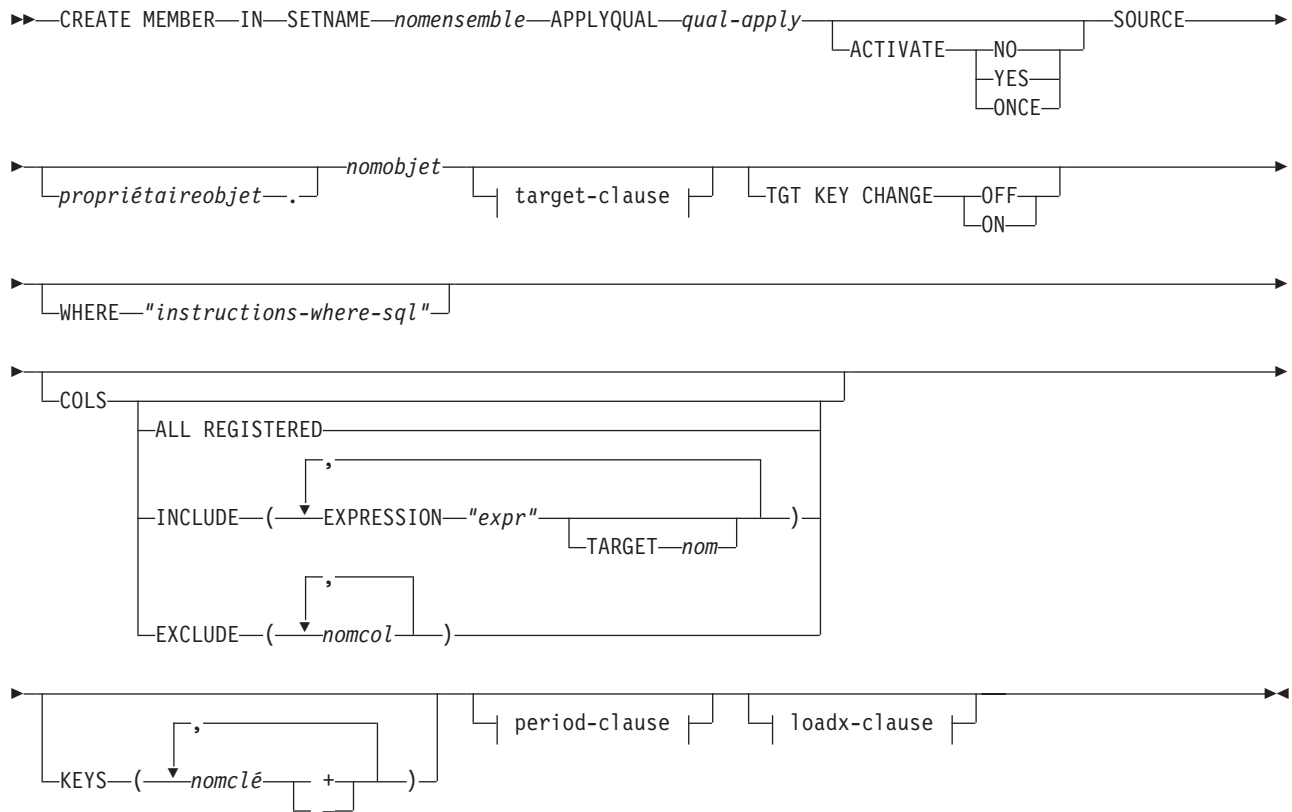 CREATE MEMBER IN SETNAME nomensemble APPLYQUAL qual-apply SOURCE
ACTIVATE NO
YES
ONCE
propriétaireobjet . nomobjet target-clause TGT KEY CHANGE OFF
ON
WHERE "instructions-where-sql"
COLS
ALL REGISTERED
,
INCLUDE ( EXPRESSION "expr" )
TARGET nom
,
EXCLUDE ( nomcol )
period-clause loadx-clause
,
KEYS ( nomclé + )
-